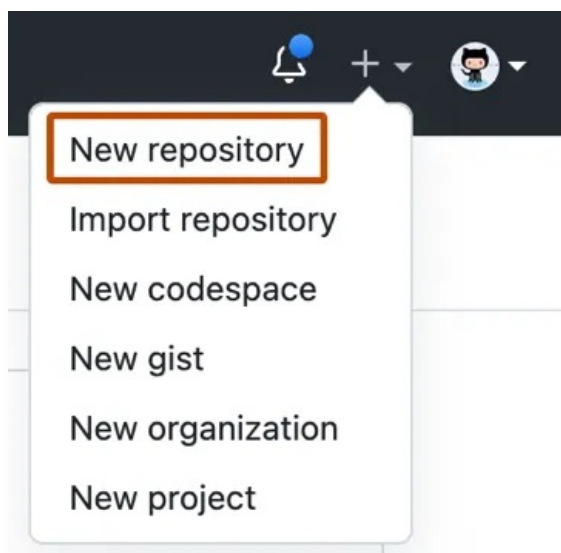 New repository
Import repository
New codespace
New gist
New organization
New project